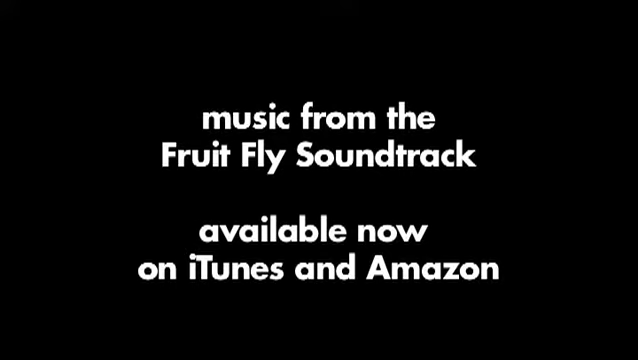 music from the
Fruit Fly Soundtrack
available now
on iTunes and Amazon